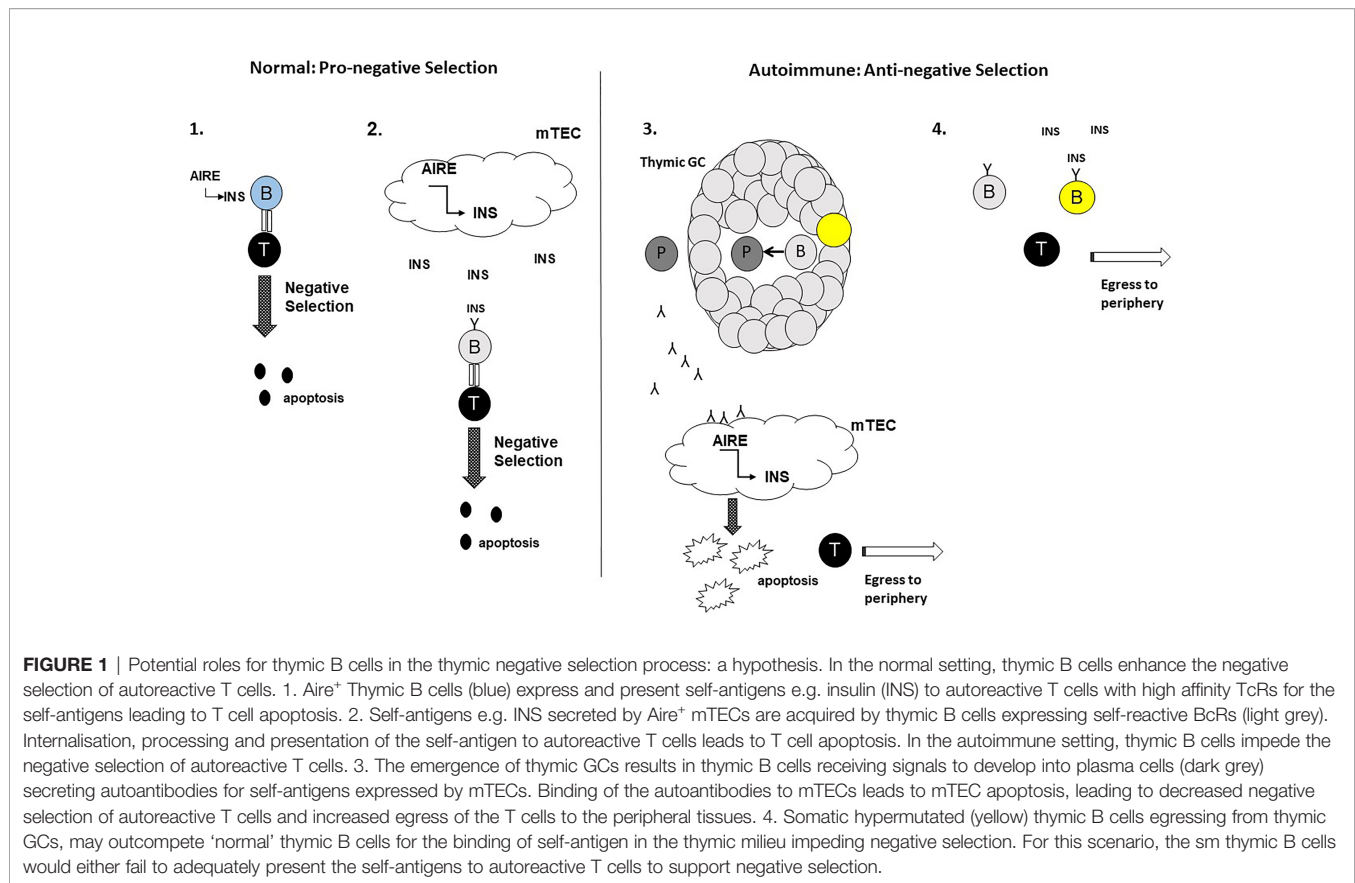 Normal: Pro-negative Selection
1.
AIRE
INS
B
T
Negative
Selection
apoptosis
2.
mTEC
AIRE
INS
INS
INS
INS
INS
B
T
Negative
Selection
apoptosis
Autoimmune: Anti-negative Selection
3.
Thymic GC
P
P
B
mTEC
AIRE
INS
apoptosis
T
Egress to
periphery
4.
INS
INS
INS
B
B
T
Egress to
periphery
FIGURE 1 | Potential roles for thymic B cells in the thymic negative selection process: a hypothesis. In the normal setting, thymic B cells enhance the negative
selection of autoreactive T cells. 1. Aire⁺ Thymic B cells (blue) express and present self-antigens e.g. insulin (INS) to autoreactive T cells with high affinity TcRs for the
self-antigens leading to T cell apoptosis. 2. Self-antigens e.g. INS secreted by Aire⁺ mTECs are acquired by thymic B cells expressing self-reactive BcRs (light grey).
Internalisation, processing and presentation of the self-antigen to autoreactive T cells leads to T cell apoptosis. In the autoimmune setting, thymic B cells impede the
negative selection of autoreactive T cells. 3. The emergence of thymic GCs results in thymic B cells receiving signals to develop into plasma cells (dark grey)
secreting autoantibodies for self-antigens expressed by mTECs. Binding of the autoantibodies to mTECs leads to mTEC apoptosis, leading to decreased negative
selection of autoreactive T cells and increased egress of the T cells to the peripheral tissues. 4. Somatic hypermutated (yellow) thymic B cells egressing from thymic
GCs, may outcompete ‘normal’ thymic B cells for the binding of self-antigen in the thymic milieu impeding negative selection. For this scenario, the sm thymic B cells
would either fail to adequately present the self-antigens to autoreactive T cells to support negative selection.